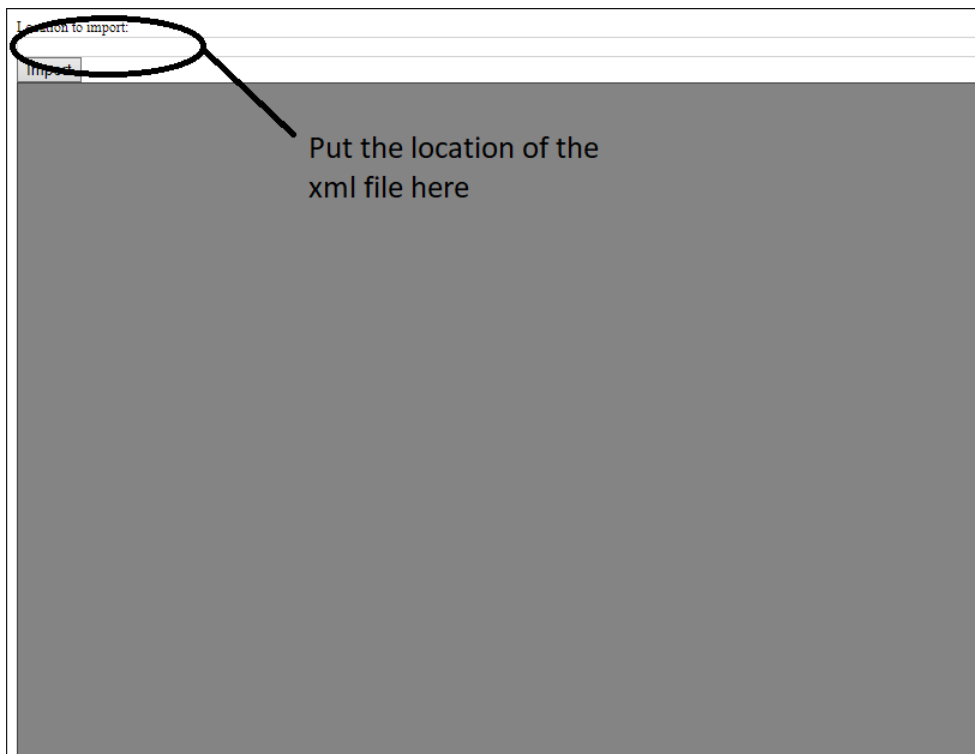 Location to import:
Import
Put the location of the
xml file here